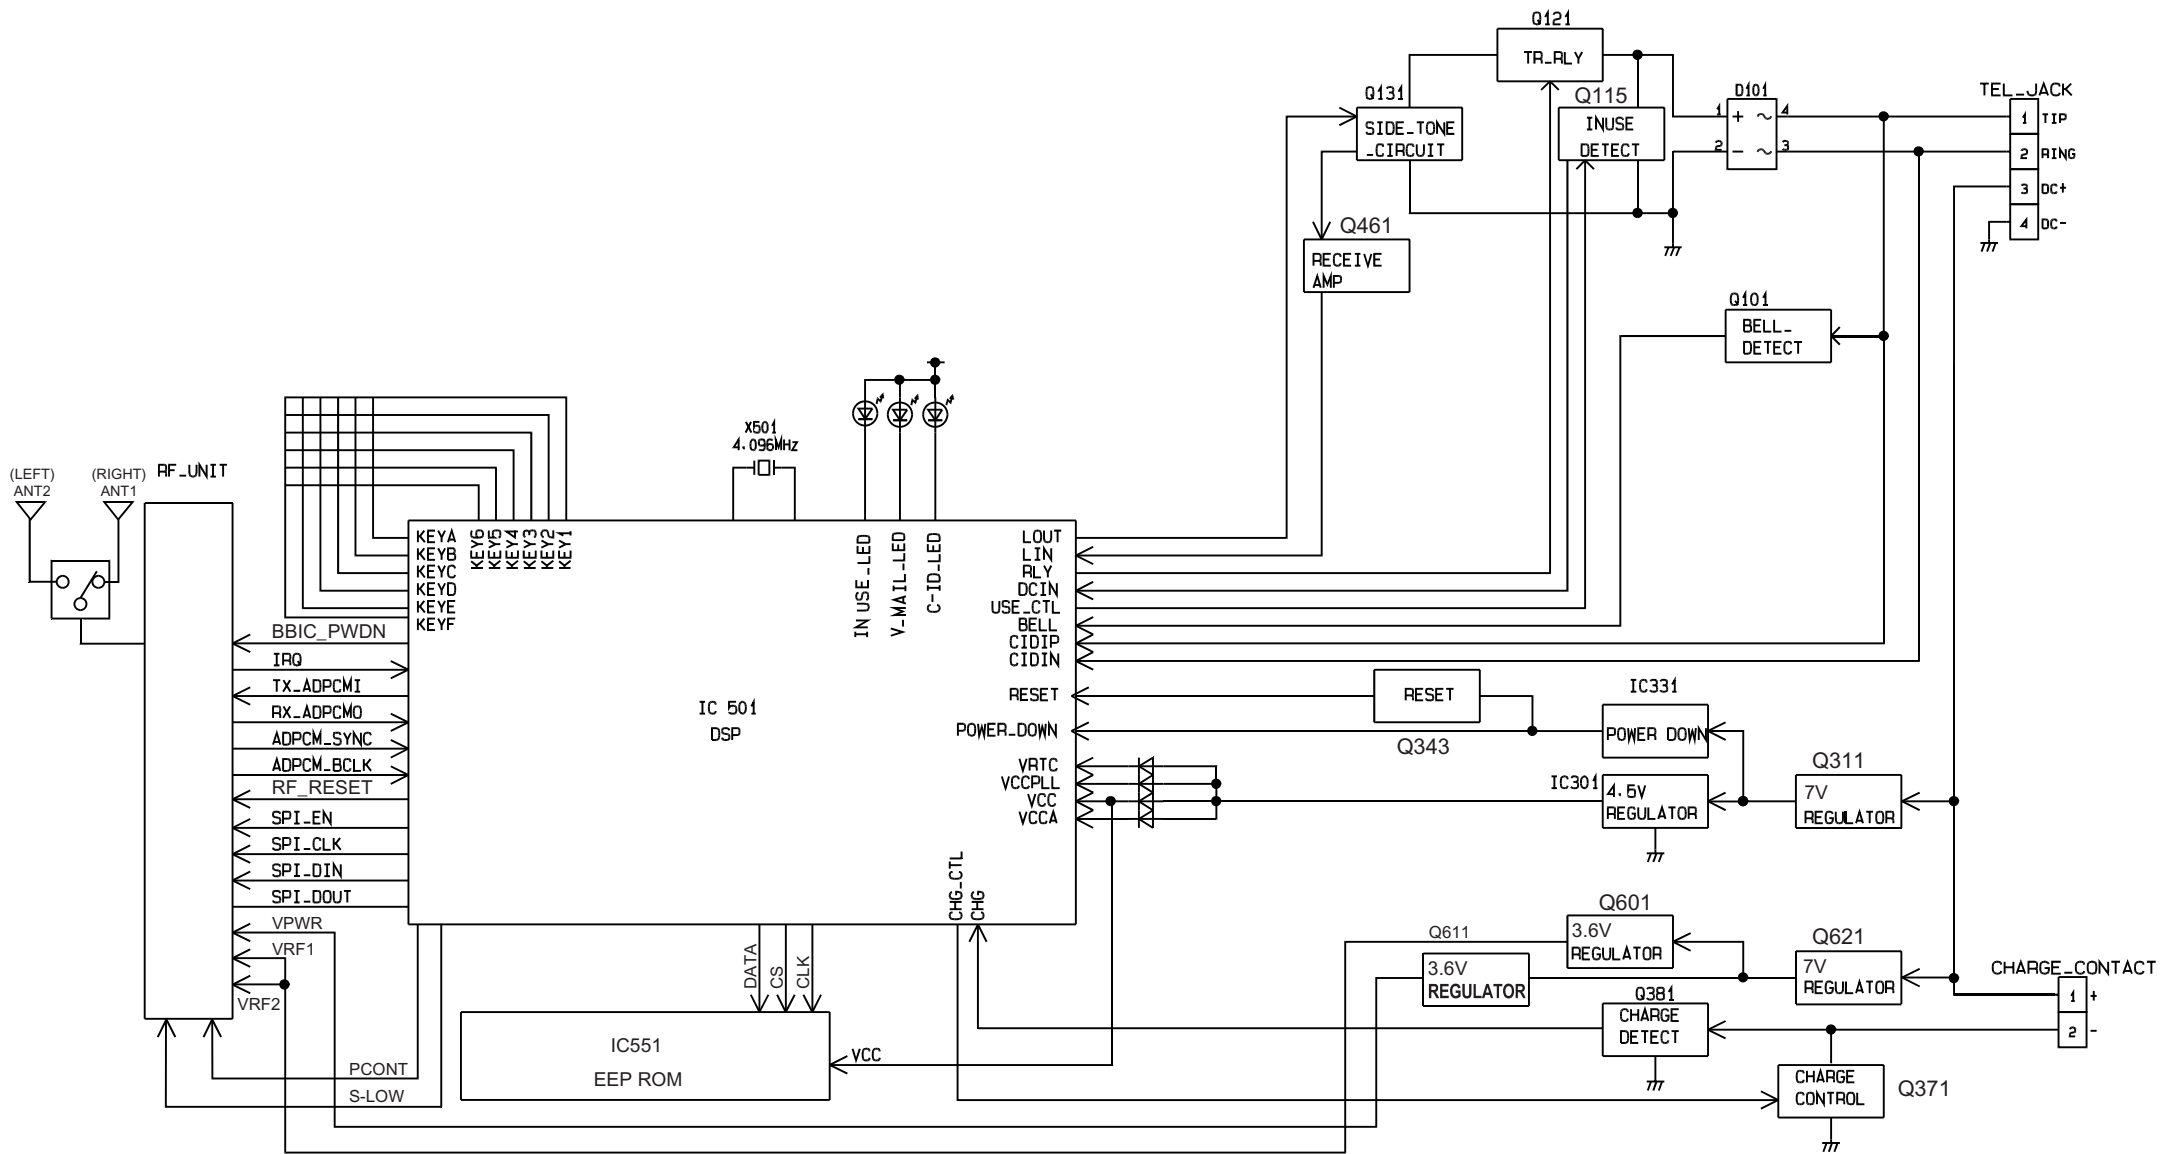 Q121
TR_RLY
Q131
SIDE_TONE
_CIRCUIT
Q115
INUSE
DETECT
D101
1 + ~ 4
2 - ~ 3
TEL_JACK
1 TIP
2 RING
3 DC+
4 DC-
Q461
RECEIVE
AMP
Q101
BELL_
DETECT
X501
4.096MHz
(LEFT)
ANT2
(RIGHT)
ANT1
RF_UNIT
KEYA
KEYB
KEYC
KEYD
KEYE
KEYF
KEY6
KEY5
KEY4
KEY3
KEY2
KEY1
IN USE_LED
V_MAIL_LED
C-ID_LED
LOUT
LIN
RLY
DCIN
USE_CTL
BELL
CIDIP
CIDIN
RESET
POWER_DOWN
VRTC
VCCPLL
VCC
VCCA
BBIC_PWDN
IRQ
TX_ADPCMI
RX_ADPCMO
ADPCM_SYNC
ADPCM_BCLK
RF_RESET
SPI_EN
SPI_CLK
SPI_DIN
SPI_DOUT
VPWR
VRF1
VRF2
IC 501
DSP
RESET
Q343
IC331
POWER DOWN
IC301
4.5V
REGULATOR
Q311
7V
REGULATOR
CHG_CTL
CHG
DATA
CS
CLK
Q601
3.6V
REGULATOR
Q611
3.6V
REGULATOR
Q621
7V
REGULATOR
CHARGE_CONTACT
1 +
2 -
Q381
CHARGE
DETECT
CHARGE
CONTROL
Q371
IC551
EEP ROM
VCC
PCONT
S-LOW